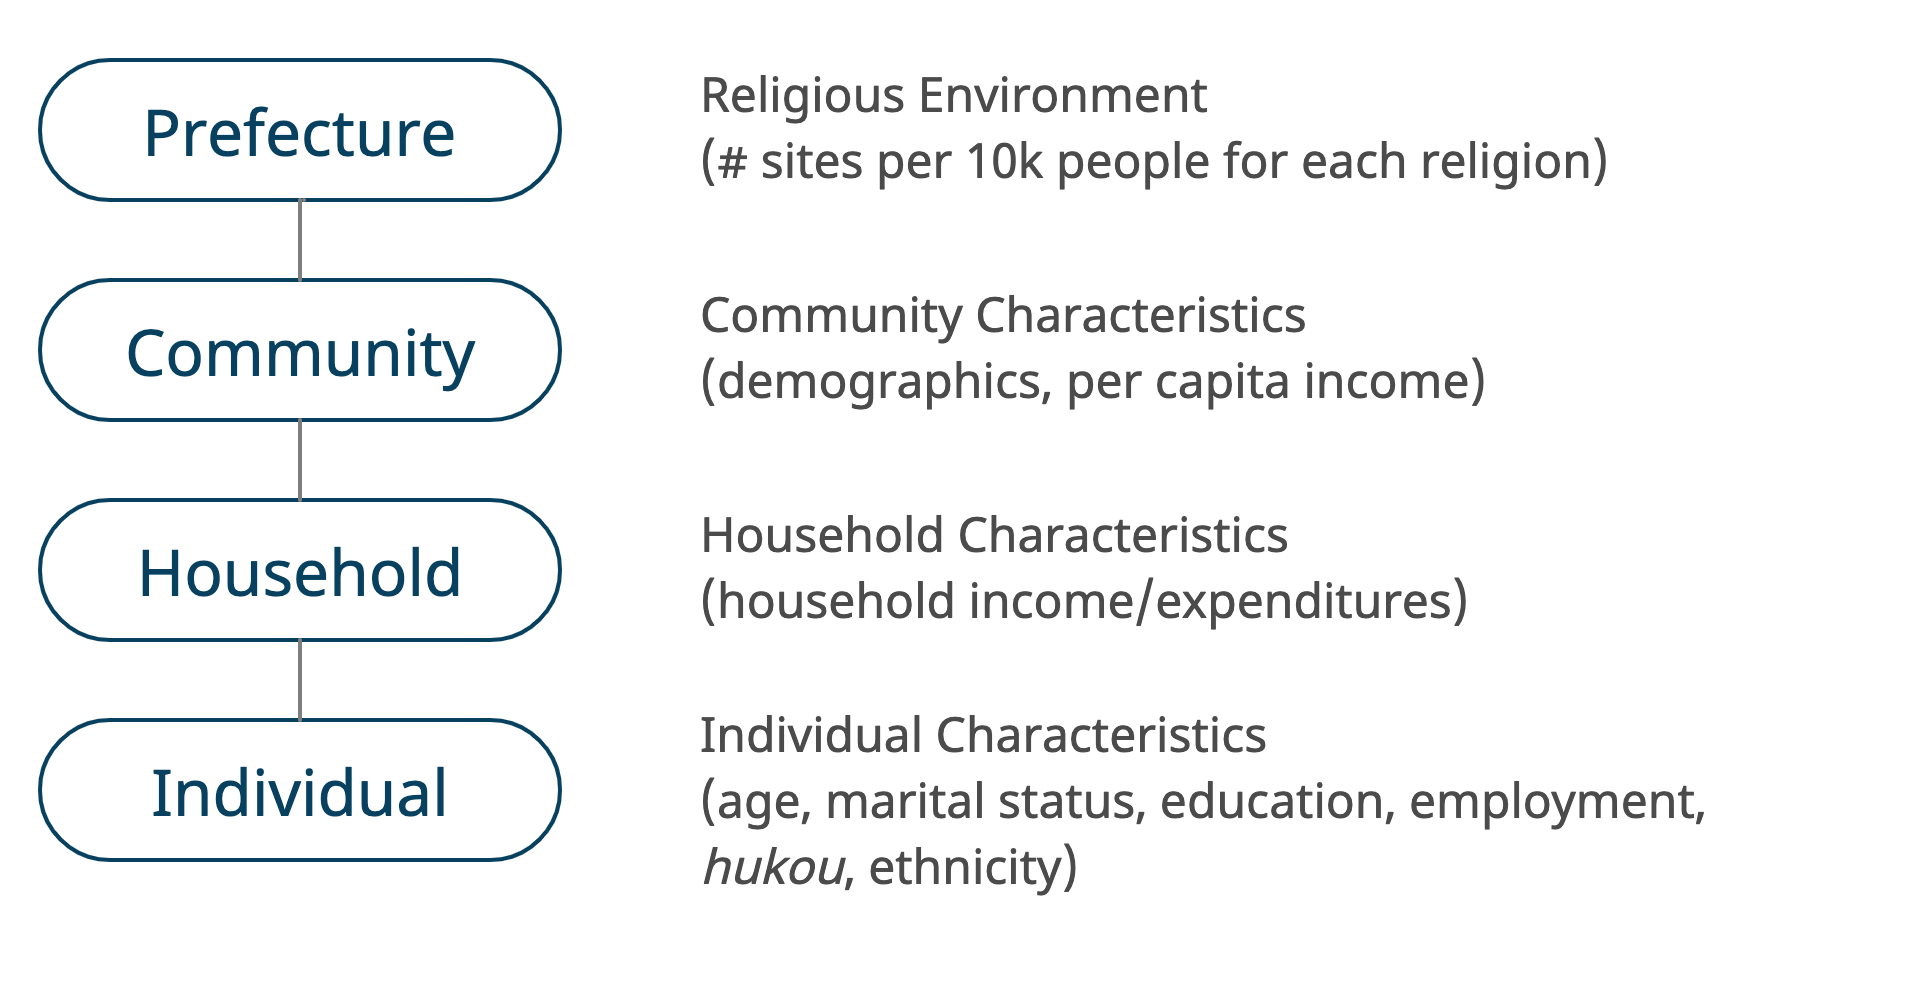 Prefecture
Religious Environment
(# sites per 10k people for each religion)
Community
Community Characteristics
(demographics, per capita income)
Household
Household Characteristics
(household income/expenditures)
Individual
Individual Characteristics
(age, marital status, education, employment,
hukou, ethnicity)